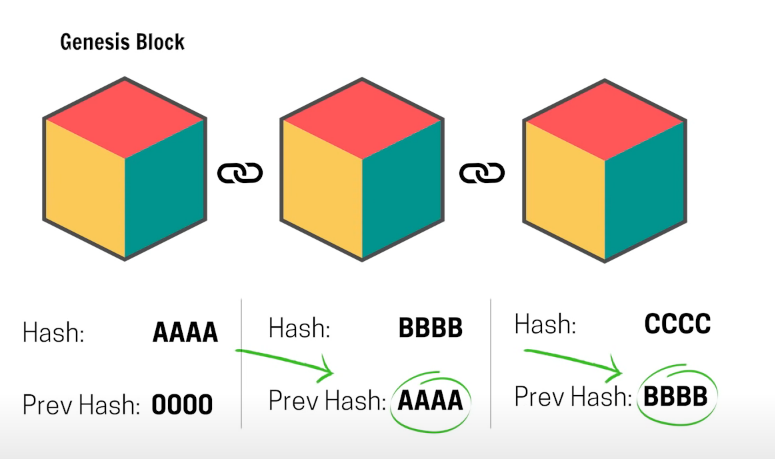 Genesis Block
Hash: AAAA
Prev Hash: 0000
Hash: BBBB
Prev Hash: AAAA
Hash: CCCC
Prev Hash: BBBB